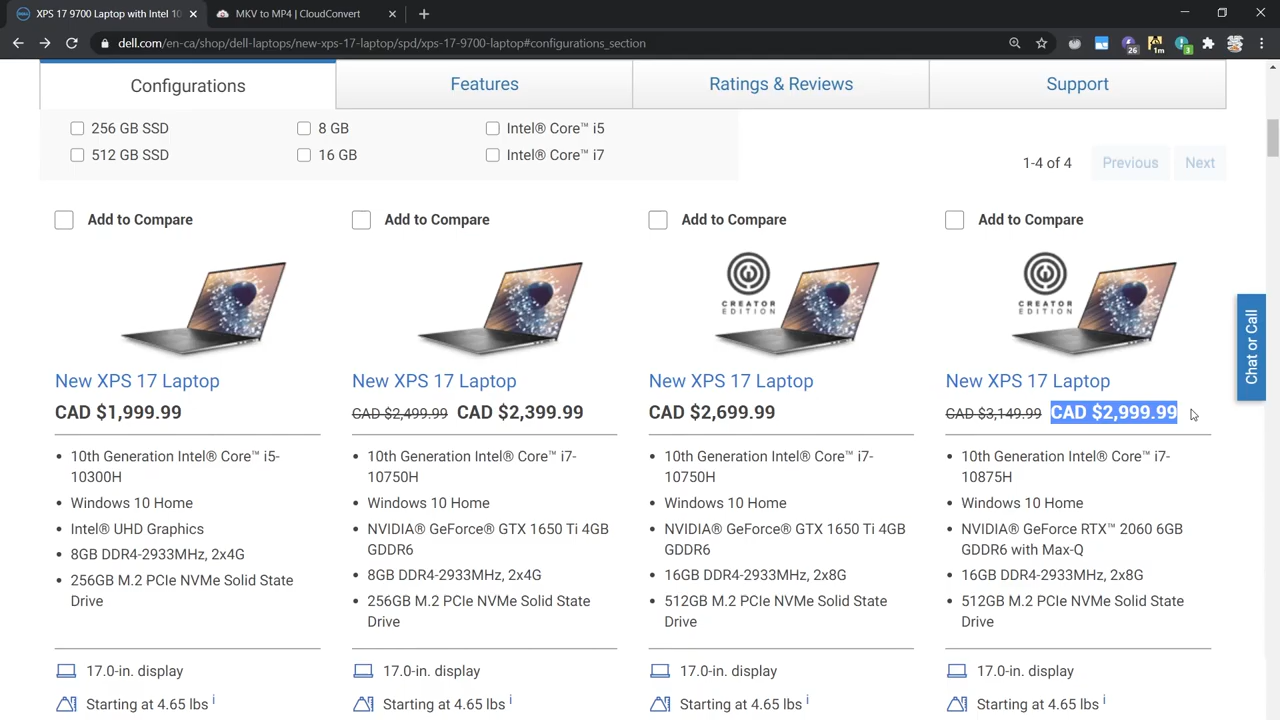 XPS 17 9700 Laptop with Intel 10
MKV to MP4 | CloudConvert
dell.com/en-ca/shop/dell-laptops/new-xps-17-laptop/spd/xps-17-9700-laptop#configurations_section
26
1m
3
Configurations
Features
Ratings & Reviews
Support
256 GB SSD
8 GB
Intel® Core™ i5
512 GB SSD
16 GB
Intel® Core™ i7
1-4 of 4
Previous
Next
Add to Compare
Add to Compare
Add to Compare
Add to Compare
CREATOR
EDITION
CREATOR
EDITION
Chat or Call
New XPS 17 Laptop
CAD $1,999.99
10th Generation Intel® Core™ i5-
10300H
Windows 10 Home
Intel® UHD Graphics
8GB DDR4-2933MHz, 2x4G
256GB M.2 PCIe NVMe Solid State
Drive
17.0-in. display
Starting at 4.65 lbs i
New XPS 17 Laptop
CAD $2,499.99 CAD $2,399.99
10th Generation Intel® Core™ i7-
10750H
Windows 10 Home
NVIDIA® GeForce® GTX 1650 Ti 4GB
GDDR6
8GB DDR4-2933MHz, 2x4G
256GB M.2 PCIe NVMe Solid State
Drive
17.0-in. display
Starting at 4.65 lbs i
New XPS 17 Laptop
CAD $2,699.99
10th Generation Intel® Core™ i7-
10750H
Windows 10 Home
NVIDIA® GeForce® GTX 1650 Ti 4GB
GDDR6
16GB DDR4-2933MHz, 2x8G
512GB M.2 PCIe NVMe Solid State
Drive
17.0-in. display
Starting at 4.65 lbs i
New XPS 17 Laptop
CAD $3,149.99 CAD $2,999.99
10th Generation Intel® Core™ i7-
10875H
Windows 10 Home
NVIDIA® GeForce RTX™ 2060 6GB
GDDR6 with Max-Q
16GB DDR4-2933MHz, 2x8G
512GB M.2 PCIe NVMe Solid State
Drive
17.0-in. display
Starting at 4.65 lbs i